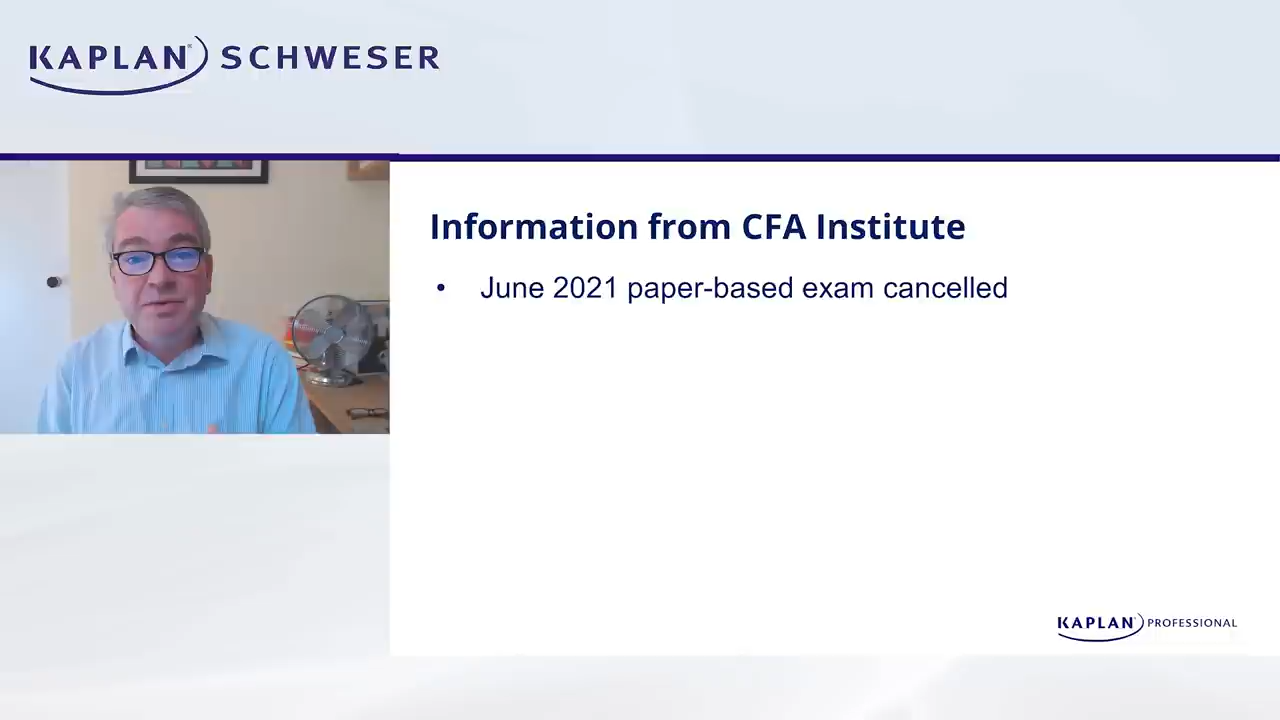 KAPLAN SCHWESER
Information from CFA Institute
• June 2021 paper-based exam cancelled
KAPLAN PROFESSIONAL